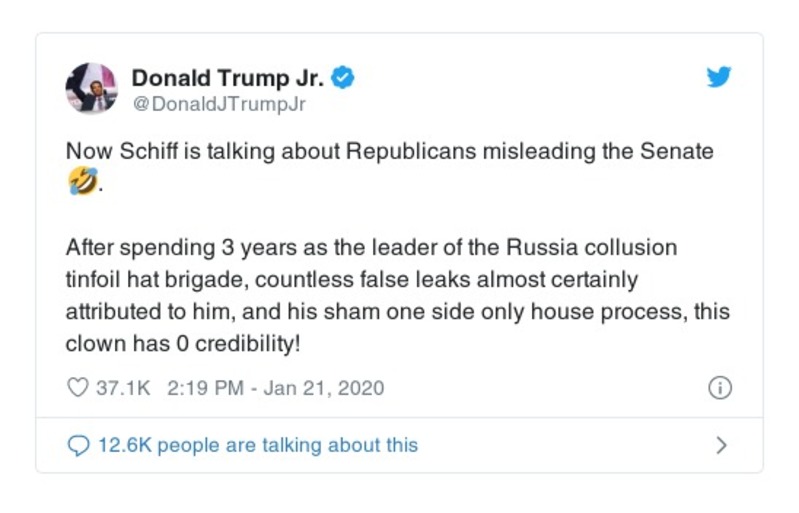 Donald Trump Jr.
@DonaldJTrumpJr
Now Schiff is talking about Republicans misleading the Senate
🤣.
After spending 3 years as the leader of the Russia collusion
tinfoil hat brigade, countless false leaks almost certainly
attributed to him, and his sham one side only house process, this
clown has 0 credibility!
37.1K 2:19 PM - Jan 21, 2020
12.6K people are talking about this